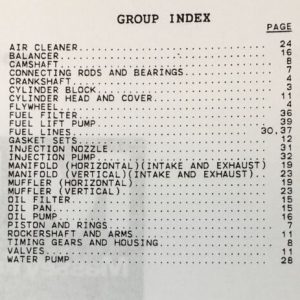 GROUP INDEX
PAGE
AIR CLEANER........................ 24
BALANCER........................ 16
CAMSHAFT........................ 8
CONNECTING RODS AND BEARINGS........................ 7
CRANKSHAFT........................ 4
CYLINDER BLOCK........................ 3
CYLINDER HEAD AND COVER........................ 11
FLYWHEEL........................ 4
FUEL FILTER........................ 36
FUEL LIFT PUMP........................ 39
FUEL LINES........................ 30,37
GASKET SETS........................ 12
INJECTION NOZZLE........................ 31
INJECTION PUMP........................ 32
MANIFOLD (HORIZONTAL)(INTAKE AND EXHAUST) 19
MANIFOLD (VERTICAL)(INTAKE AND EXHAUST).. 23
MUFFLER (HORIZONTAL)........................ 19
MUFFLER (VERTICAL)........................ 23
OIL FILTER........................ 15
OIL PAN........................ 15
OIL PUMP........................ 16
PISTON AND RINGS........................ 7
ROCKERSHAFT AND ARMS........................ 11
TIMING GEARS AND HOUSING........................ 8
VALVES........................ 11
WATER PUMP........................ 28